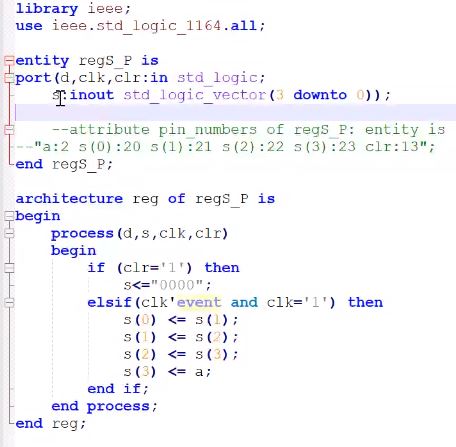 library ieee;
use ieee.std_logic_1164.all;
entity regS_P is
port(d,clk,clr:in std_logic;
s:inout std_logic_vector(3 downto 0));
--attribute pin_numbers of regS_P: entity is
--"a:2 s(0):20 s(1):21 s(2):22 s(3):23 clr:13";
end regS_P;
architecture reg of regS_P is
begin
process(d,s,clk,clr)
begin
if (clr='1') then
s<="0000";
elsif(clk'event and clk='1') then
s(0) <= s(1);
s(1) <= s(2);
s(2) <= s(3);
s(3) <= a;
end if;
end process;
end reg;